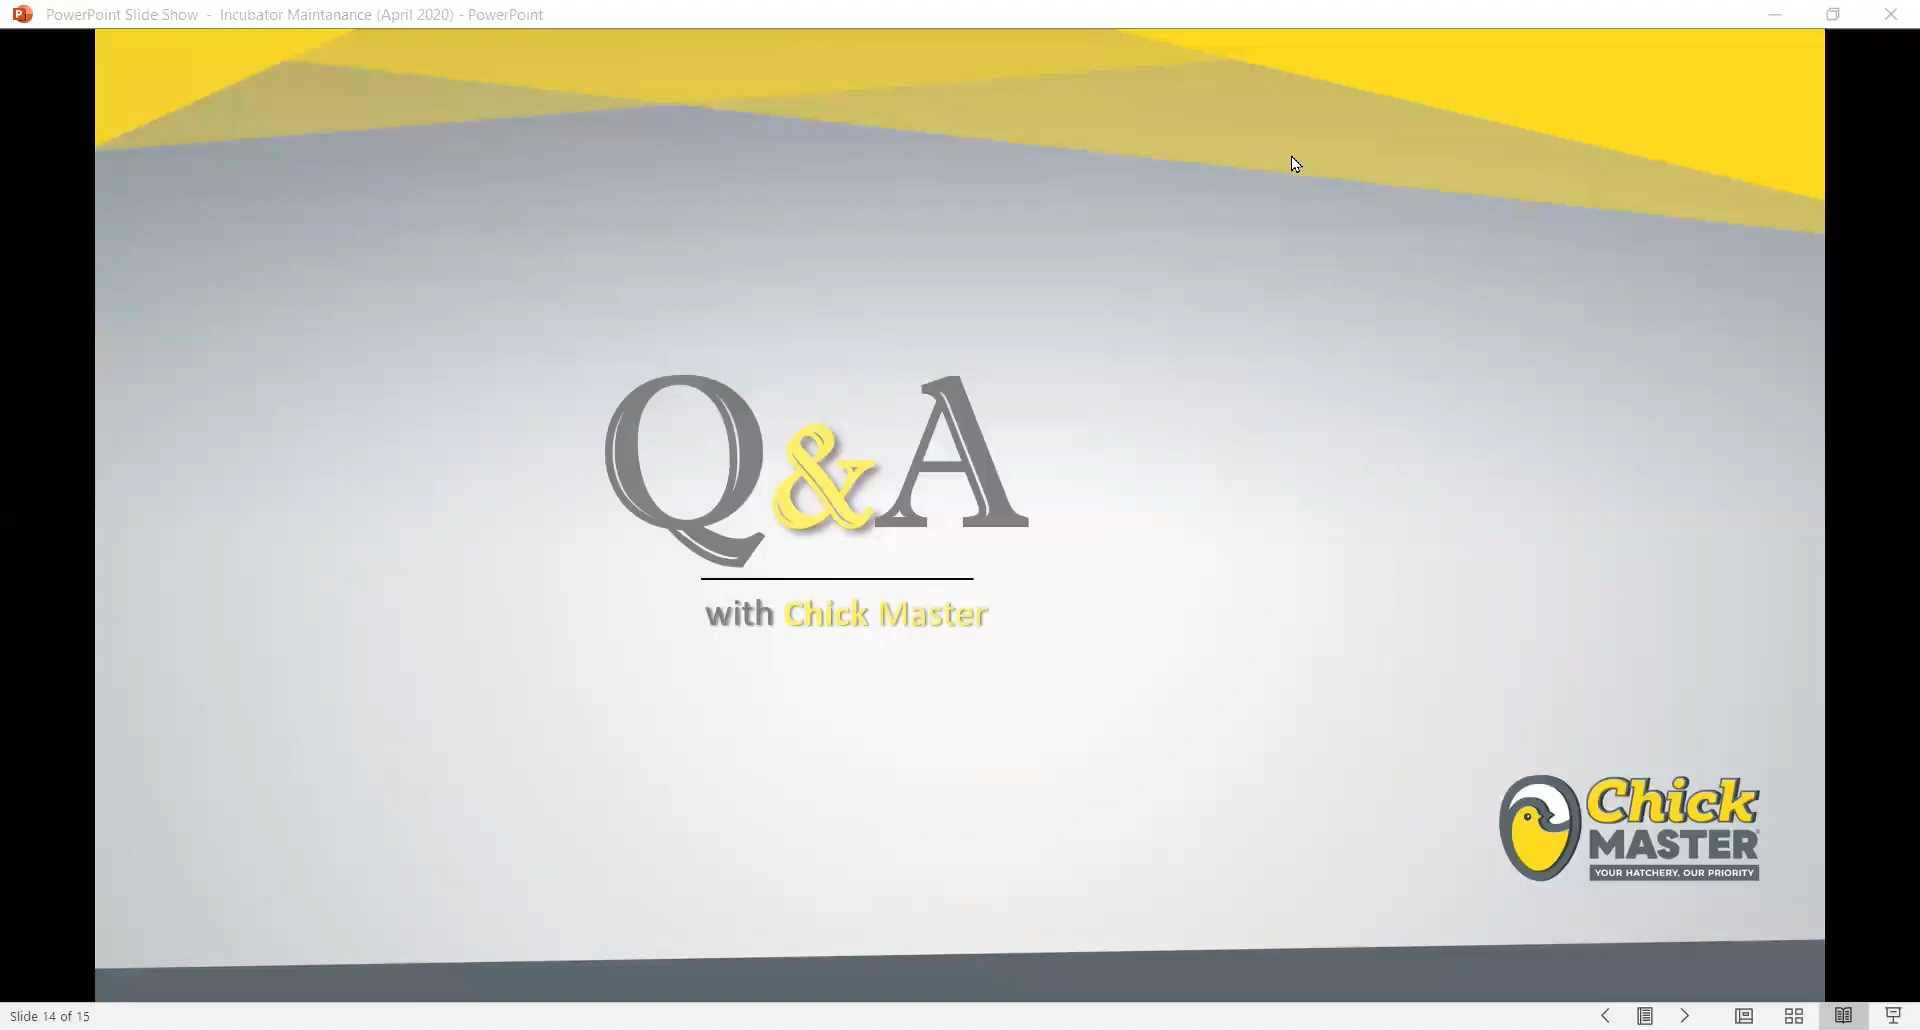 PowerPoint Slide Show - Incubator Maintanance (April 2020) - PowerPoint
Q&A
with Chick Master
Chick
MASTER
YOUR HATCHERY, OUR PRIORITY
Slide 14 of 15